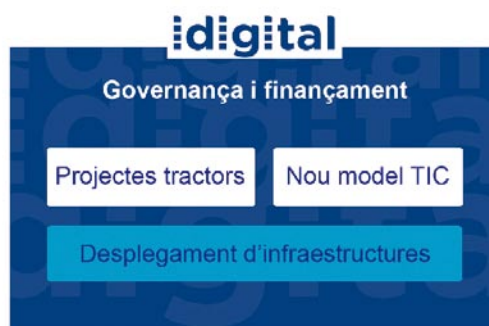 idigital
Governança i finançament
Projectes tractors
Nou model TIC
Desplegament d'infraestructures